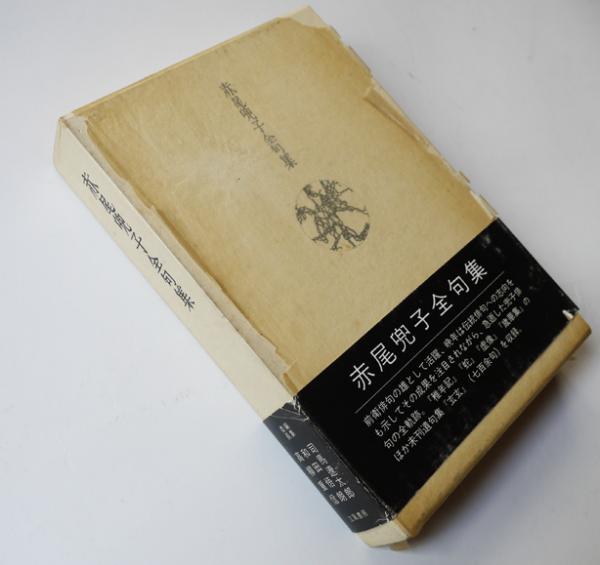 赤尾兜子全句集
赤尾兜子全句集
赤尾兜子全句集
前衛俳句の雄として活躍、晩年は伝統俳句への志向を
も示してその成果を注目されながら、急逝した兜子俳
句の全軌跡。『稚年記』『蛇』『虚像』『歳華集』の
ほか未刊遺句集『玄玄』(七百余句)を収録。
司馬遼太郎